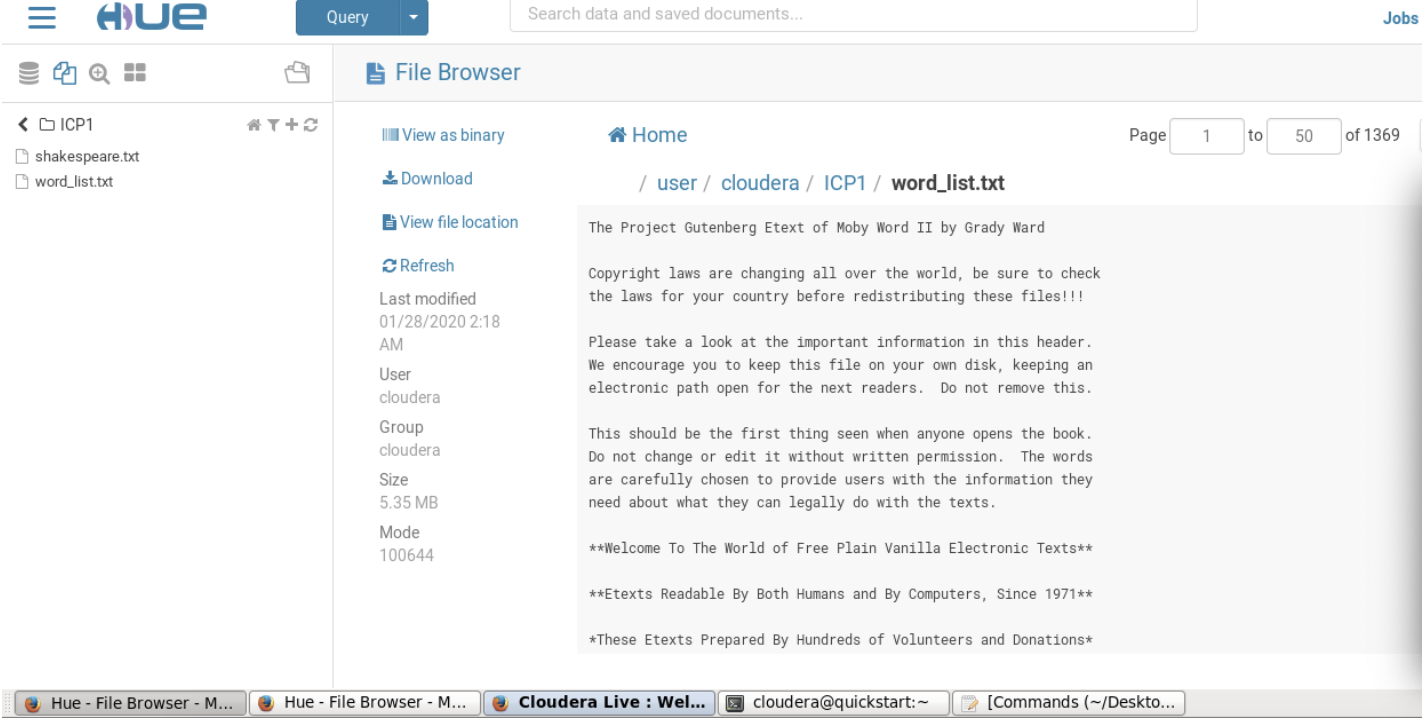 HUE
Query
Search data and saved documents...
Jobs
File Browser
ICP1
shakespeare.txt
word_list.txt
View as binary
Download
View file location
Refresh
Last modified
01/28/2020 2:18
AM
User
cloudera
Group
cloudera
Size
5.35 MB
Mode
100644
Home
Page 1 to 50 of 1369
/ user / cloudera / ICP1 / word_list.txt
The Project Gutenberg Etext of Moby Word II by Grady Ward
Copyright laws are changing all over the world, be sure to check
the laws for your country before redistributing these files!!!
Please take a look at the important information in this header.
We encourage you to keep this file on your own disk, keeping an
electronic path open for the next readers.  Do not remove this.
This should be the first thing seen when anyone opens the book.
Do not change or edit it without written permission.  The words
are carefully chosen to provide users with the information they
need about what they can legally do with the texts.
**Welcome To The World of Free Plain Vanilla Electronic Texts**
**Etexts Readable By Both Humans and By Computers, Since 1971**
*These Etexts Prepared By Hundreds of Volunteers and Donations*
Hue - File Browser - M... Hue - File Browser - M... Cloudera Live : Wel... cloudera@quickstart:~ [Commands (~/Deskto...